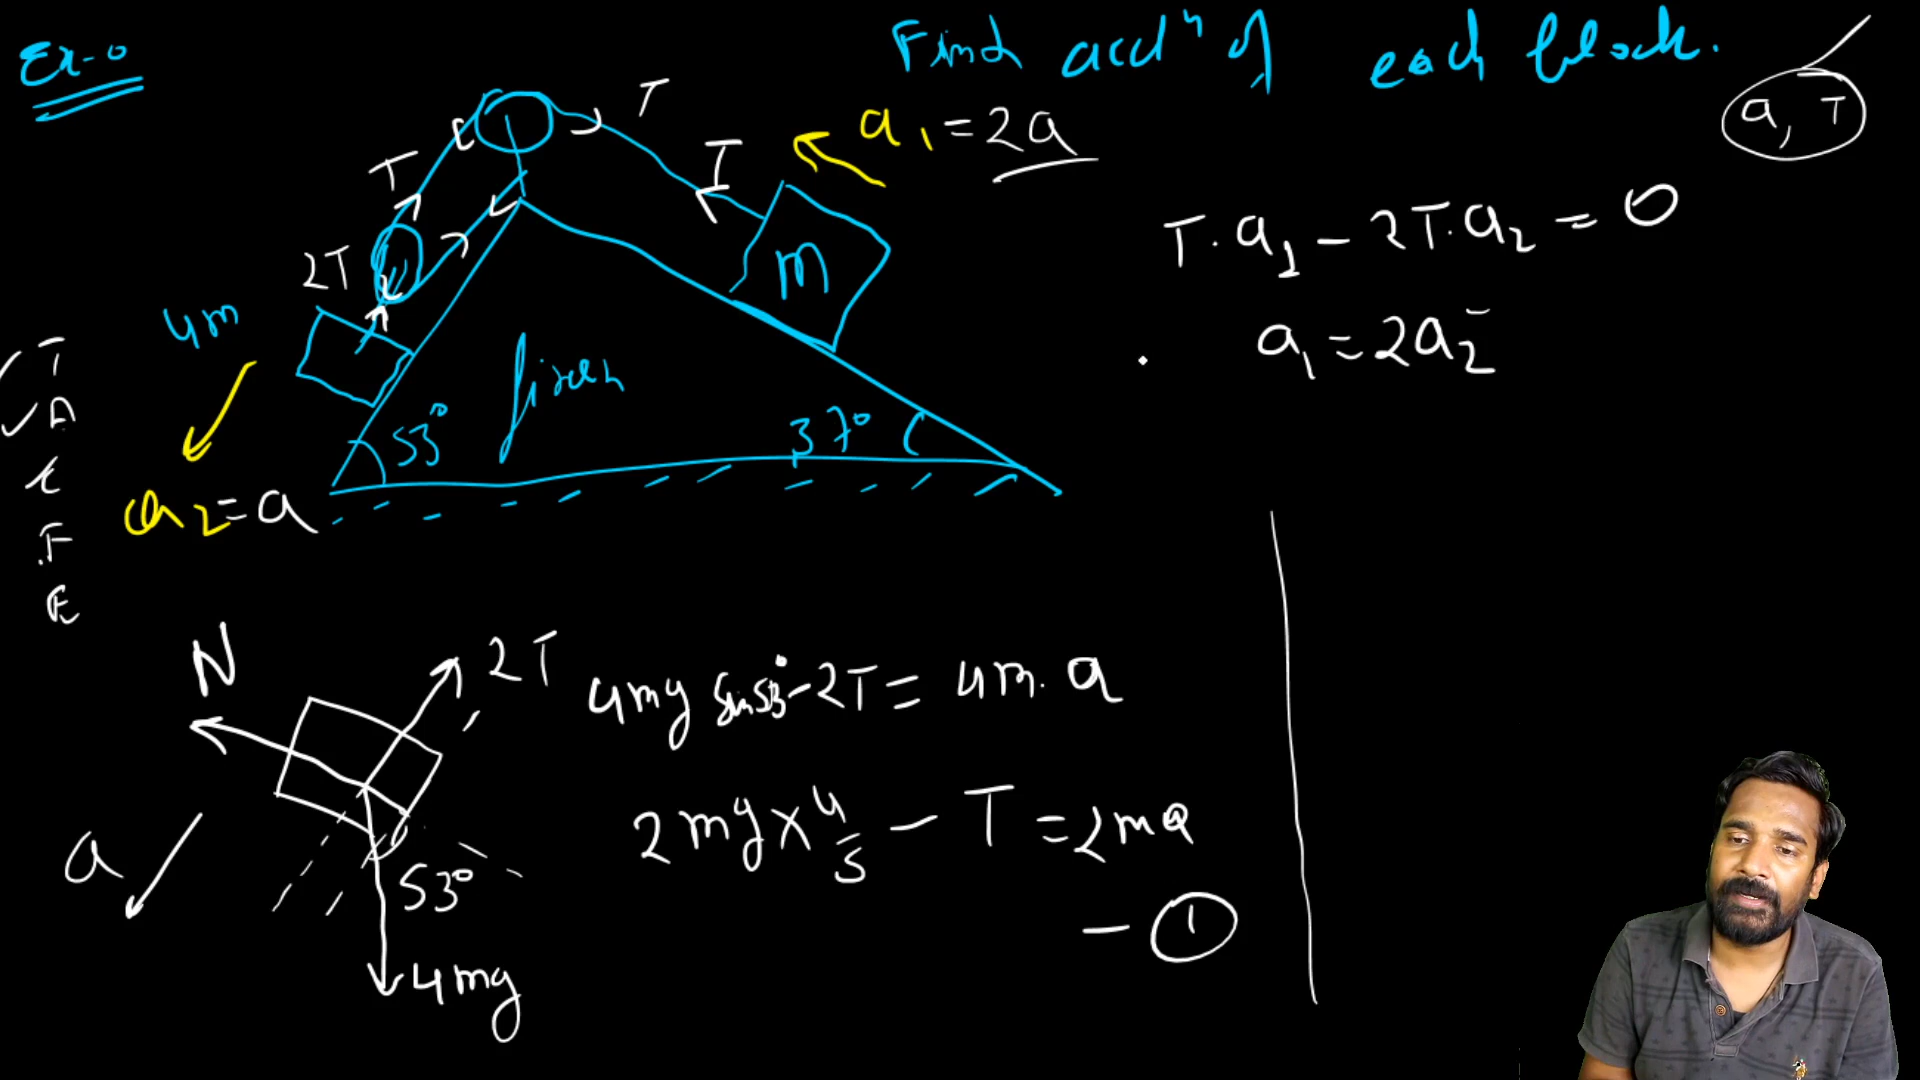 Ex-0
Find accⁿ of each block.
a, T
T
a₁ = 2a
T
T
T · a₁ - 2T · a₂ = 0
2T
m
4m
a₁ = 2a₂
fixed
T
A
C
F
E
53°
37°
a₂ = a
N
2T
4mg sin53° - 2T = 4m · a
2mg × 4/5 - T = 2ma
a
53°
- ①
4mg